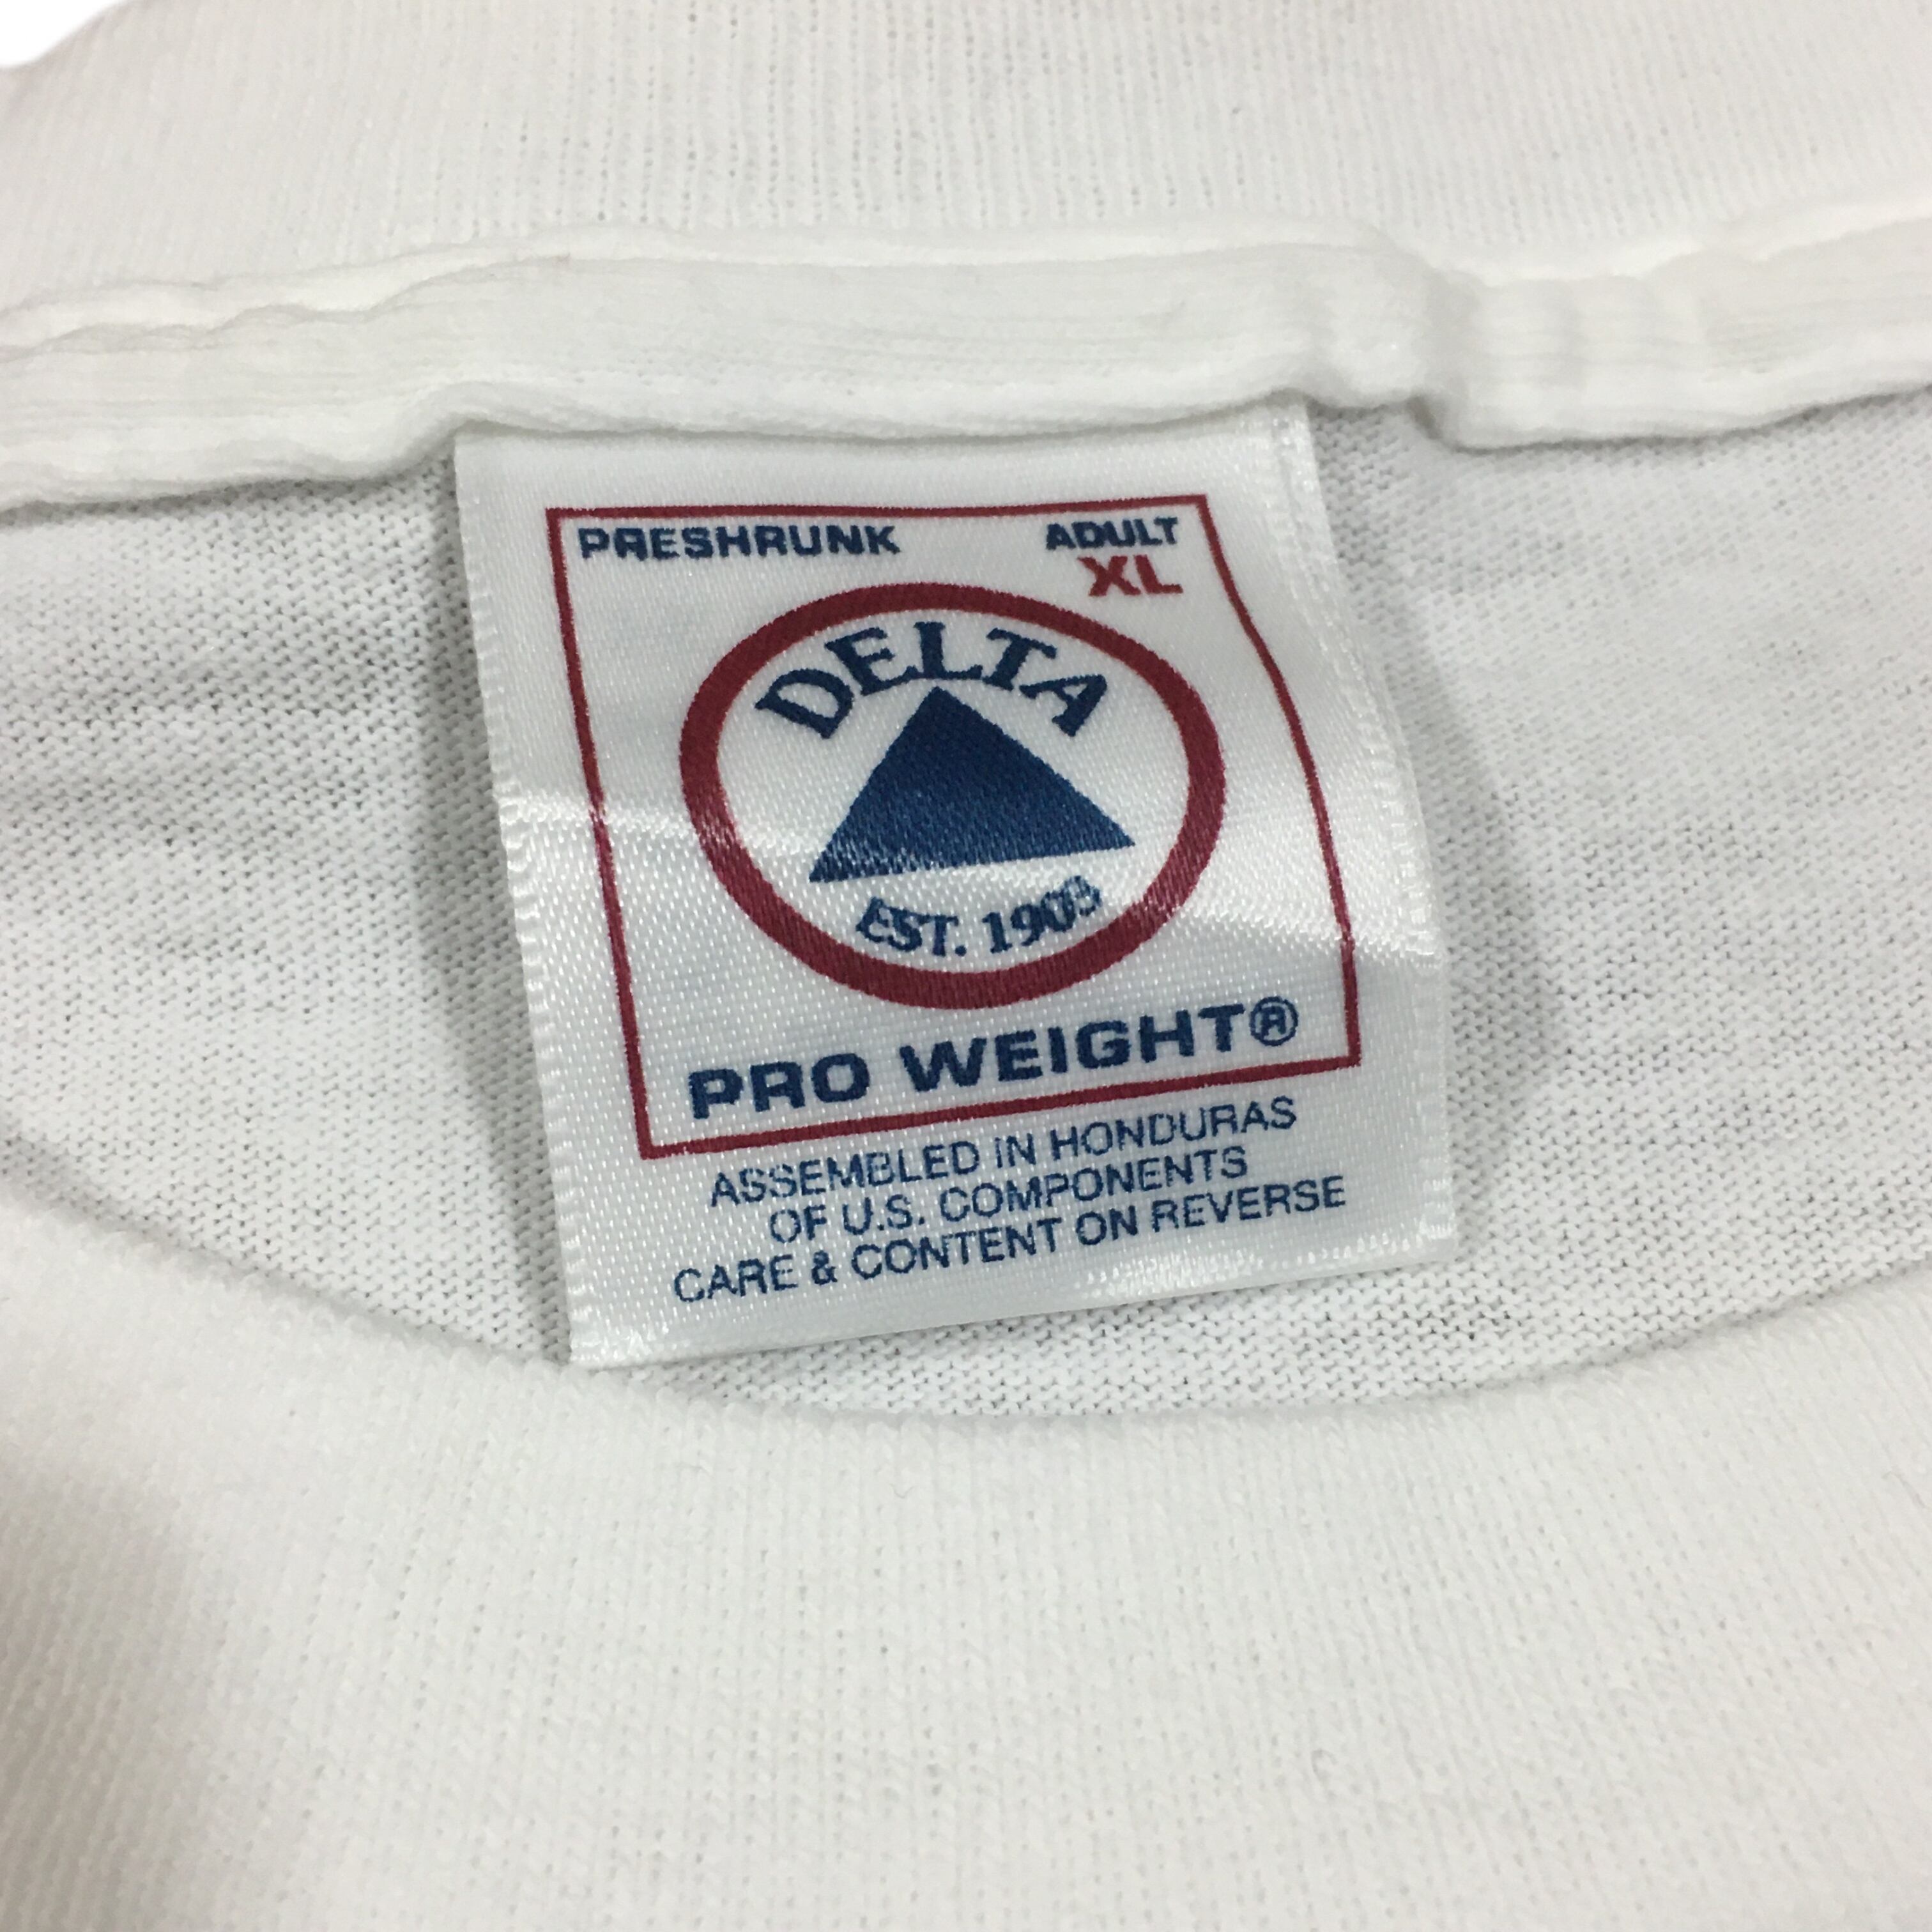 PRESHRUNK ADULT
XL
DELTA
EST. 1903
PRO WEIGHT®
ASSEMBLED IN HONDURAS
OF U.S. COMPONENTS
CARE & CONTENT ON REVERSE